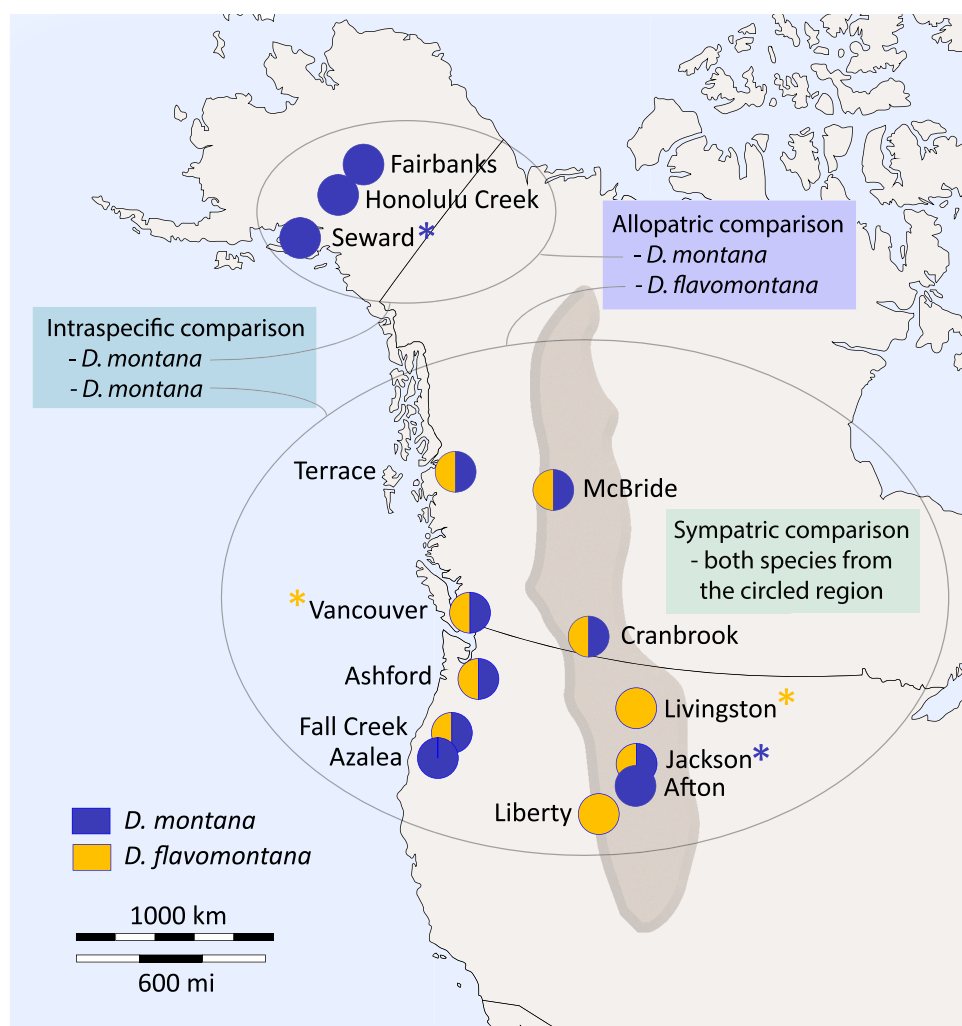 Fairbanks
Honolulu Creek
Seward*
Allopatric comparison
- D. montana
- D. flavomontana
Intraspecific comparison
- D. montana
- D. montana
Terrace
McBride
Sympatric comparison
- both species from
the circled region
*Vancouver
Cranbrook
Ashford
Livingston*
Fall Creek
Azalea
Jackson*
Afton
Liberty
D. montana
D. flavomontana
1000 km
600 mi